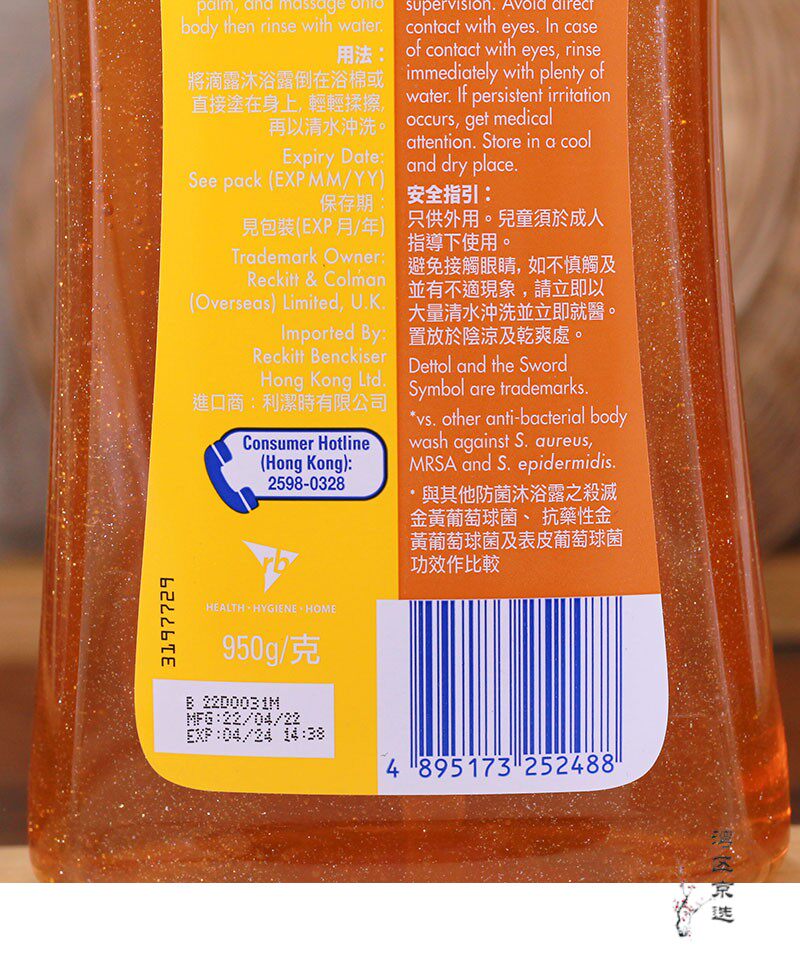 palm, and massage onto
body then rinse with water.
用法：
將滴露沐浴露倒在浴棉或
直接塗在身上, 輕輕揉擦,
再以清水沖洗。
Expiry Date:
See pack (EXP MM/YY)
保存期：
見包裝(EXP 月/年)
Trademark Owner:
Reckitt & Colman
(Overseas) Limited, U.K.
Imported By:
Reckitt Benckiser
Hong Kong Ltd.
進口商：利潔時有限公司
Consumer Hotline
(Hong Kong):
2598-0328
rb
HEALTH • HYGIENE • HOME
950g/克
3197729
B 22D0031M
MFG:22/04/22
EXP:04/24 14:38
supervision. Avoid direct
contact with eyes. In case
of contact with eyes, rinse
immediately with plenty of
water. If persistent irritation
occurs, get medical
attention. Store in a cool
and dry place.
安全指引：
只供外用。兒童須於成人
指導下使用。
避免接觸眼睛, 如不慎觸及
並有不適現象，請立即以
大量清水沖洗並立即就醫。
置放於陰涼及乾爽處。
Dettol and the Sword
Symbol are trademarks.
*vs. other anti-bacterial body
wash against S. aureus,
MRSA and S. epidermidis.
* 與其他防菌沐浴露之殺滅
金黃葡萄球菌、抗藥性金
黃葡萄球菌及表皮葡萄球菌
功效作比較
4 895173 252488
港区京选